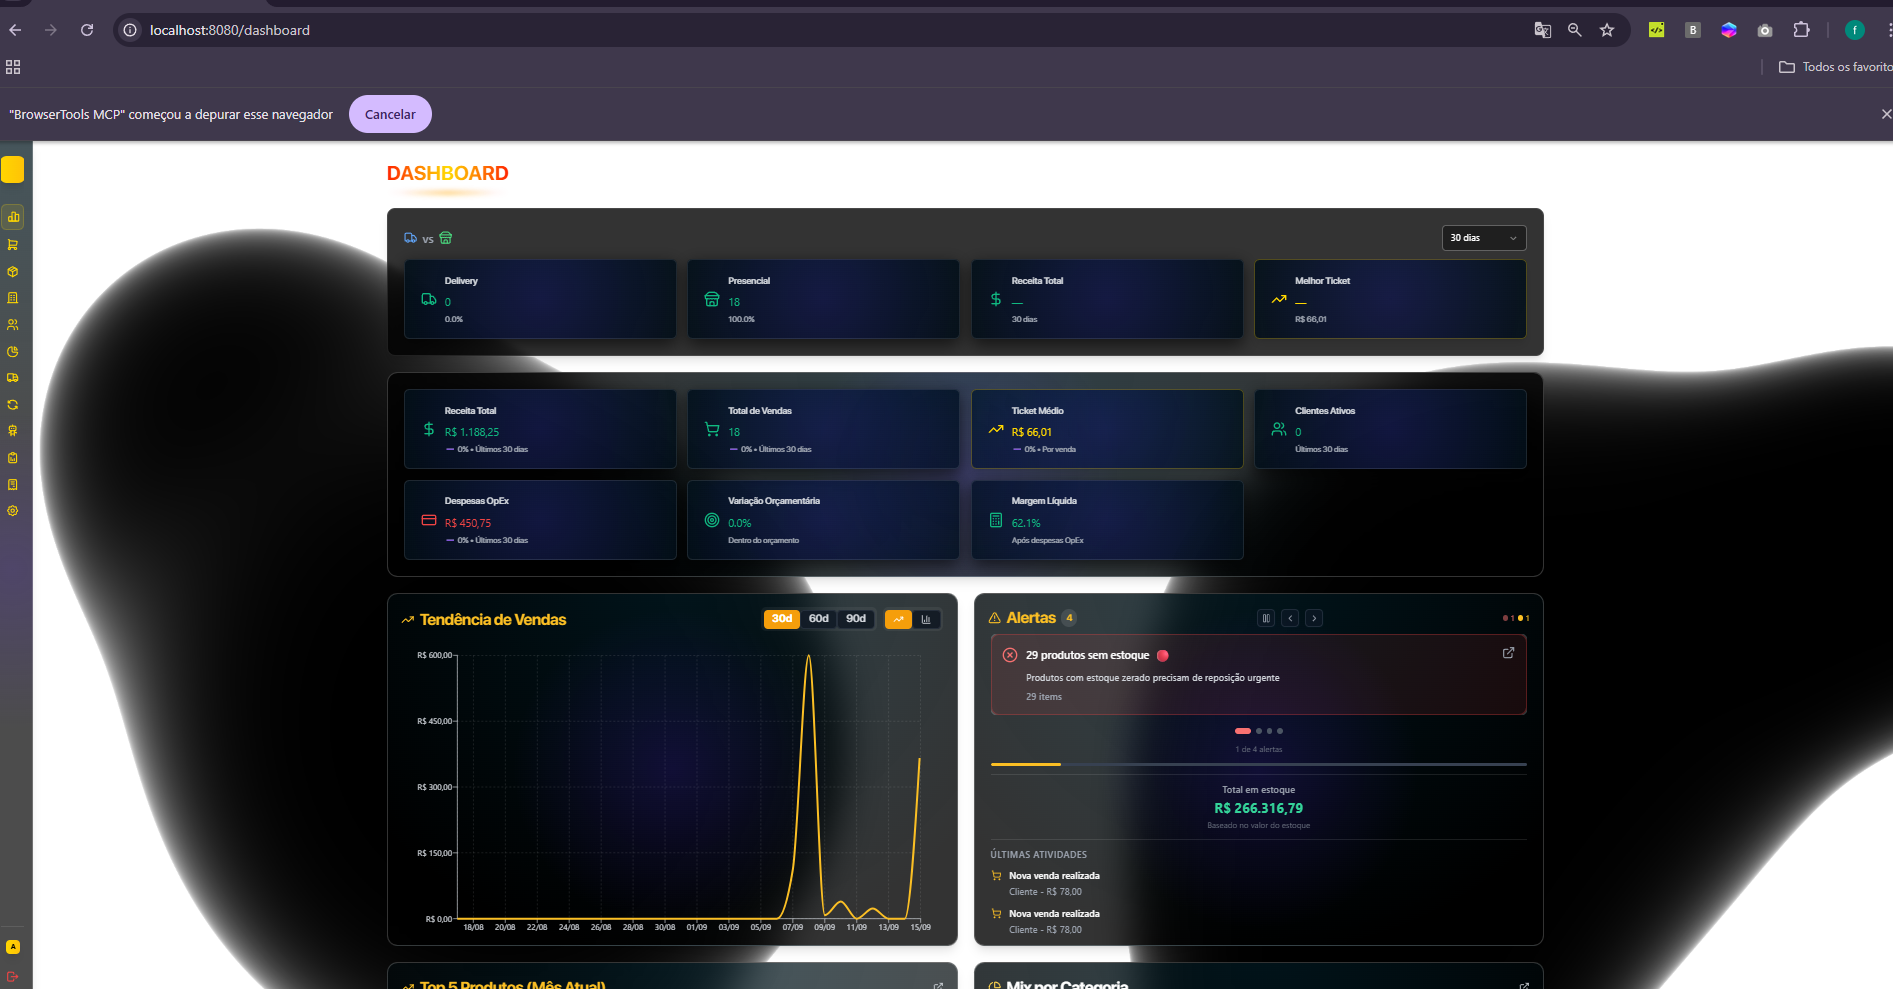 localhost:8080/dashboard
B
f
Todos os favorito
"BrowserTools MCP" começou a depurar esse navegador
Cancelar
DASHBOARD
vs
30 dias
Delivery
0
0.0%
Presencial
18
100.0%
Receita Total
—
30 dias
Melhor Ticket
—
R$ 66,01
Receita Total
R$ 1.188,25
— 0% • Últimos 30 dias
Total de Vendas
18
— 0% • Últimos 30 dias
Ticket Médio
R$ 66,01
— 0% • Por venda
Clientes Ativos
0
Últimos 30 dias
Despesas OpEx
R$ 450,75
— 0% • Últimos 30 dias
Variação Orçamentária
0.0%
Dentro do orçamento
Margem Líquida
62.1%
Após despesas OpEx
Tendência de Vendas
30d 60d 90d
R$ 600,00
R$ 450,00
R$ 300,00
R$ 150,00
R$ 0,00
18/08 20/08 22/08 24/08 26/08 28/08 30/08 01/09 03/09 05/09 07/09 09/09 11/09 13/09 15/09
Alertas 4
1 1
29 produtos sem estoque
Produtos com estoque zerado precisam de reposição urgente
29 items
1 de 4 alertas
Total em estoque
R$ 266.316,79
Baseado no valor do estoque
ÚLTIMAS ATIVIDADES
Nova venda realizada
Cliente - R$ 78,00
Nova venda realizada
Cliente - R$ 78,00
A
Top 5 Produtos (Mês Atual)
Mix por Categoria